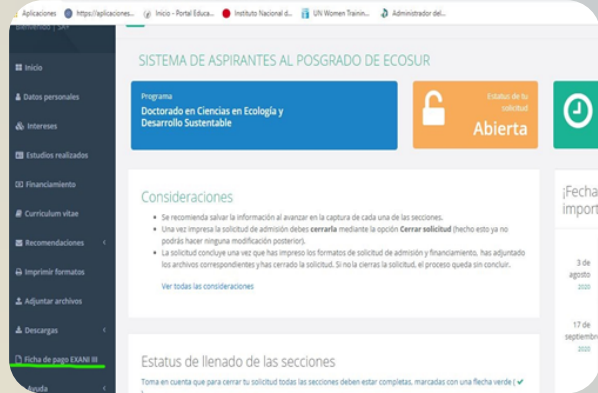 Aplicaciones
https://aplicaciones...
Inicio - Portal Educa...
Instituto Nacional d...
UN Women Trainin...
Administrador del...
Bienvenido | SAP
Inicio
Datos personales
Intereses
Estudios realizados
Financiamiento
Curriculum vitae
Recomendaciones
Imprimir formatos
Adjuntar archivos
Descargas
Ficha de pago EXANI III
Ayuda
SISTEMA DE ASPIRANTES AL POSGRADO DE ECOSUR
Programa
Doctorado en Ciencias en Ecología y
Desarrollo Sustentable
Estatus de tu
solicitud
Abierta
Consideraciones
Se recomienda salvar la información al avanzar en la captura de cada una de las secciones.
Una vez impresa la solicitud de admisión debes cerrarla mediante la opción Cerrar solicitud (hecho esto ya no
podrás hacer ninguna modificación posterior).
La solicitud concluye una vez que has impreso los formatos de solicitud de admisión y financiamiento, has adjuntado
los archivos correspondientes y has cerrado la solicitud. Si no la cierras la solicitud, el proceso queda sin concluir.
Ver todas las consideraciones
¡Fecha
import
3 de
agosto
2020
17 de
septiembre
2020
Estatus de llenado de las secciones
Toma en cuenta que para cerrar tu solicitud todas las secciones deben estar completas, marcadas con una flecha verde ( ✔
).